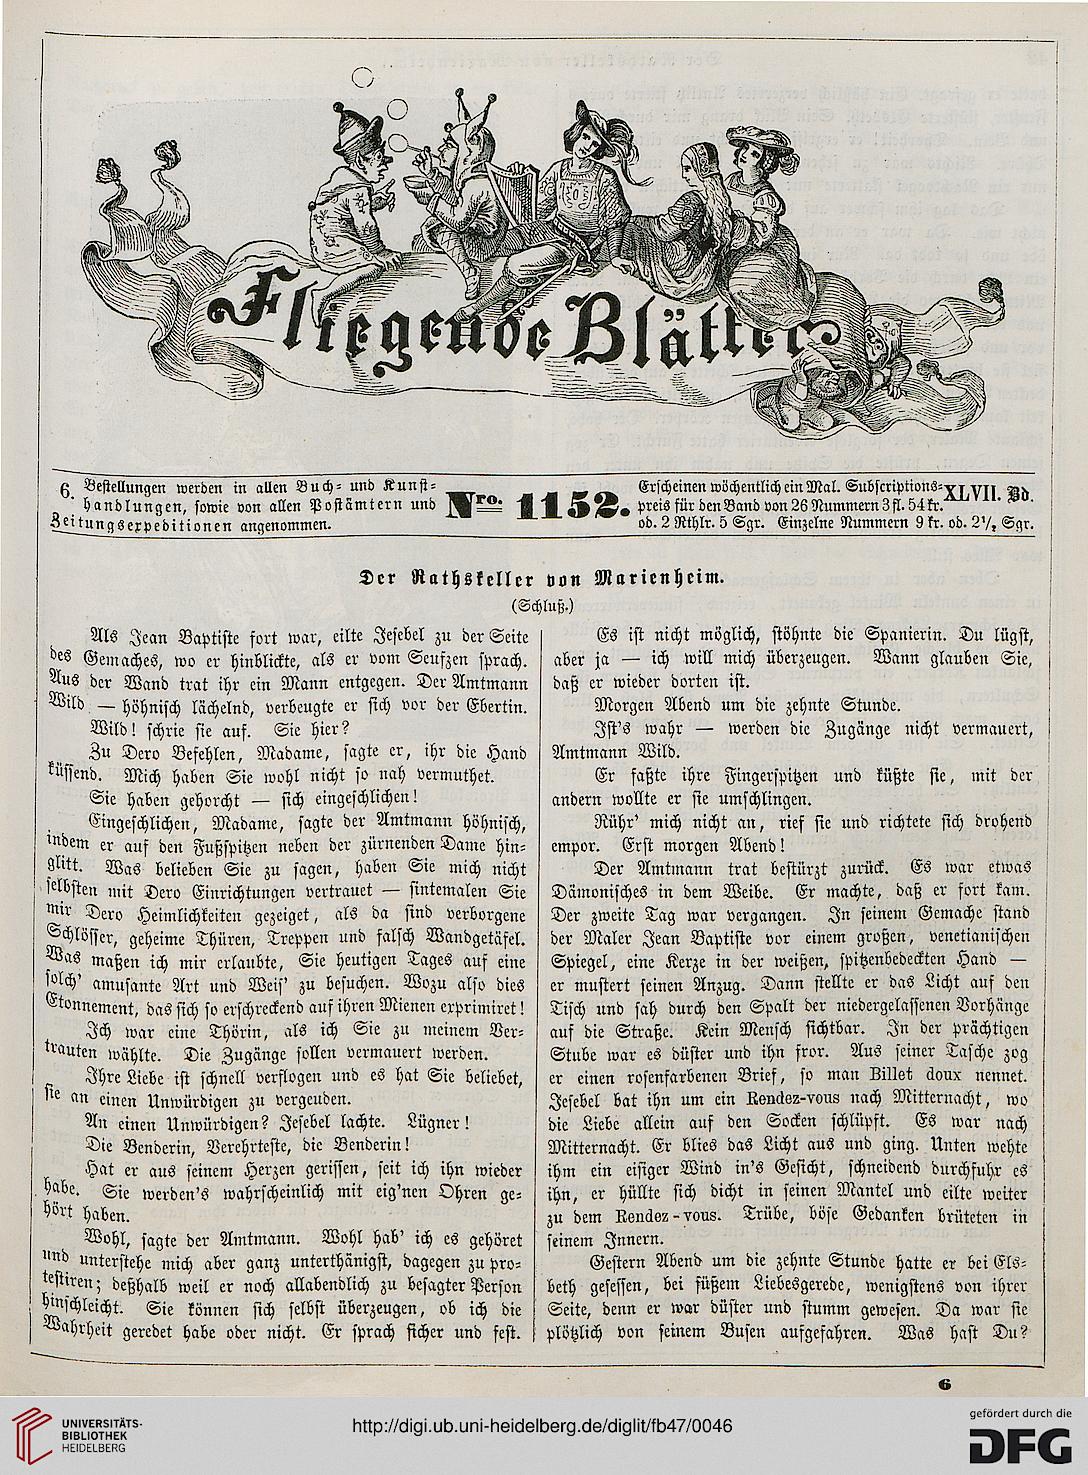 Fliegende Blätter
6.
Bestellungen werden in allen Buch- und Kunst-
handlungen, sowie von allen Postämtern und
Zeitungsexpeditionen angenommen.
Nro. 1152.
Erscheinen wöchentlich ein Mal. Subscriptions-
preis für den Band von 26 Nummern 3 fl. 54 kr.
od. 2 Rthlr. 5 Sgr. Einzelne Nummern 9 kr. od. 2½ Sgr.
XLVII. Bd.
Der Rathskeller von Marienheim.
(Schluß.)
Als Jean Baptiste fort war, eilte Jesebel zu der Seite
des Gemaches, wo er hinblickte, als er vom Seufzen sprach.
Aus der Wand trat ihr ein Mann entgegen. Der Amtmann
Wild — höhnisch lächelnd, verbeugte er sich vor der Ebertin.
Wild! schrie sie auf. Sie hier?
Zu Dero Befehlen, Madame, sagte er, ihr die Hand
küssend. Mich haben Sie wohl nicht so nah vermuthet.
Sie haben gehorcht — sich eingeschlichen!
Eingeschlichen, Madame, sagte der Amtmann höhnisch,
indem er auf den Fußspitzen neben der zürnenden Dame hin-
glitt. Was belieben Sie zu sagen, haben Sie mich nicht
selbsten mit Dero Einrichtungen vertrauet — sintemalen Sie
mir Dero Heimlichkeiten gezeiget, als da sind verborgene
Schlösser, geheime Thüren, Treppen und falsch Wandgetäfel.
Was maßen ich mir erlaubte, Sie heutigen Tages auf eine
solch' amusante Art und Weis' zu besuchen. Wozu also dies
Etonnement, das sich so erschreckend auf ihren Mienen exprimiret!
Ich war eine Thörin, als ich Sie zu meinem Ver-
trauten wählte. Die Zugänge sollen vermauert werden.
Ihre Liebe ist schnell verflogen und es hat Sie beliebet,
sie an einen Unwürdigen zu vergeuden.
An einen Unwürdigen? Jesebel lachte. Lügner!
Die Benderin, Verehrteste, die Benderin!
Hat er aus seinem Herzen gerissen, seit ich ihn wieder
habe. Sie werden's wahrscheinlich mit eig'nen Ohren ge-
hört haben.
Wohl, sagte der Amtmann. Wohl hab' ich es gehöret
und unterstehe mich aber ganz unterthänigst, dagegen zu pro-
testiren; deßhalb weil er noch allabendlich zu besagter Person
hinschleicht. Sie können sich selbst überzeugen, ob ich die
Wahrheit geredet habe oder nicht. Er sprach sicher und fest.
Es ist nicht möglich, stöhnte die Spanierin. Du lügst,
aber ja — ich will mich überzeugen. Wann glauben Sie,
daß er wieder dorten ist.
Morgen Abend um die zehnte Stunde.
Ist's wahr — werden die Zugänge nicht vermauert,
Amtmann Wild.
Er faßte ihre Fingerspitzen und küßte sie, mit der
andern wollte er sie umschlingen.
Rühr' mich nicht an, rief sie und richtete sich drohend
empor. Erst morgen Abend!
Der Amtmann trat bestürzt zurück. Es war etwas
Dämonisches in dem Weibe. Er machte, daß er fort kam.
Der zweite Tag war vergangen. In seinem Gemache stand
der Maler Jean Baptiste vor einem großen, venetianischen
Spiegel, eine Kerze in der weißen, spitzenbedeckten Hand —
er mustert seinen Anzug. Dann stellte er das Licht auf den
Tisch und sah durch den Spalt der niedergelassenen Vorhänge
auf die Straße. Kein Mensch sichtbar. In der prächtigen
Stube war es düster und ihn fror. Aus seiner Tasche zog
er einen rosenfarbenen Brief, so man Billet doux nennet.
Jesebel bat ihn um ein Rendez-vous nach Mitternacht, wo
die Liebe allein auf den Socken schlüpft. Es war nach
Mitternacht. Er blies das Licht aus und ging. Unten wehte
ihm ein eisiger Wind in's Gesicht, schneidend durchfuhr es
ihn, er hüllte sich dicht in seinen Mantel und eilte weiter
zu dem Rendez-vous. Trübe, böse Gedanken brüteten in
seinem Innern.
Gestern Abend um die zehnte Stunde hatte er bei Els-
beth gesessen, bei süßem Liebesgerede, wenigstens von ihrer
Seite, denn er war düster und stumm gewesen. Da war sie
plötzlich von seinem Busen aufgefahren. Was hast Du?
6
UNIVERSITÄTS-
BIBLIOTHEK
HEIDELBERG
http://digi.ub.uni-heidelberg.de/diglit/fb47/0046
gefördert durch die
DFG